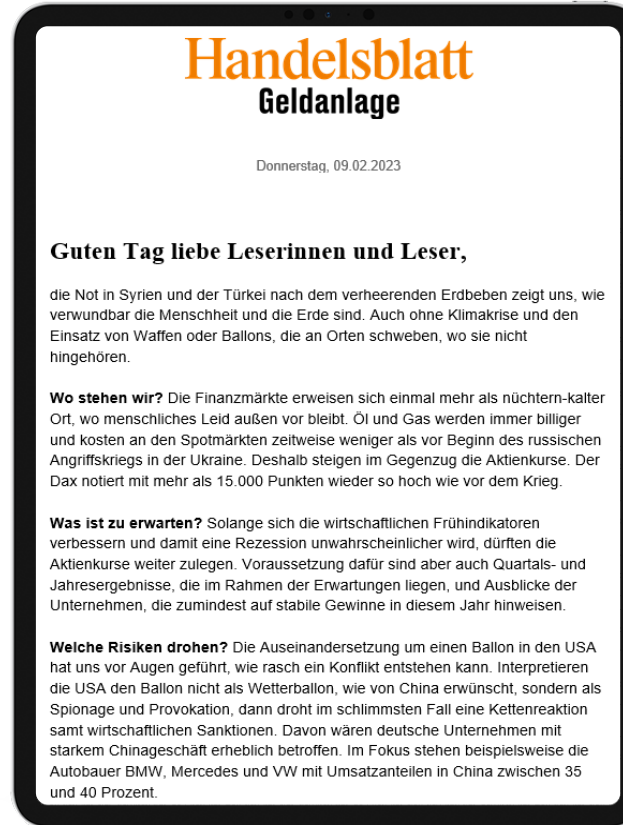 Handelsblatt
Geldanlage
Donnerstag, 09.02.2023
Guten Tag liebe Leserinnen und Leser,
die Not in Syrien und der Türkei nach dem verheerenden Erdbeben zeigt uns, wie
verwundbar die Menschheit und die Erde sind. Auch ohne Klimakrise und den
Einsatz von Waffen oder Ballons, die an Orten schweben, wo sie nicht
hingehören.
Wo stehen wir? Die Finanzmärkte erweisen sich einmal mehr als nüchtern-kalter
Ort, wo menschliches Leid außen vor bleibt. Öl und Gas werden immer billiger
und kosten an den Spotmärkten zeitweise weniger als vor Beginn des russischen
Angriffskriegs in der Ukraine. Deshalb steigen im Gegenzug die Aktienkurse. Der
Dax notiert mit mehr als 15.000 Punkten wieder so hoch wie vor dem Krieg.
Was ist zu erwarten? Solange sich die wirtschaftlichen Frühindikatoren
verbessern und damit eine Rezession unwahrscheinlicher wird, dürften die
Aktienkurse weiter zulegen. Voraussetzung dafür sind aber auch Quartals- und
Jahresergebnisse, die im Rahmen der Erwartungen liegen, und Ausblicke der
Unternehmen, die zumindest auf stabile Gewinne in diesem Jahr hinweisen.
Welche Risiken drohen? Die Auseinandersetzung um einen Ballon in den USA
hat uns vor Augen geführt, wie rasch ein Konflikt entstehen kann. Interpretieren
die USA den Ballon nicht als Wetterballon, wie von China erwünscht, sondern als
Spionage und Provokation, dann droht im schlimmsten Fall eine Kettenreaktion
samt wirtschaftlichen Sanktionen. Davon wären deutsche Unternehmen mit
starkem Chinageschäft erheblich betroffen. Im Fokus stehen beispielsweise die
Autobauer BMW, Mercedes und VW mit Umsatzanteilen in China zwischen 35
und 40 Prozent.